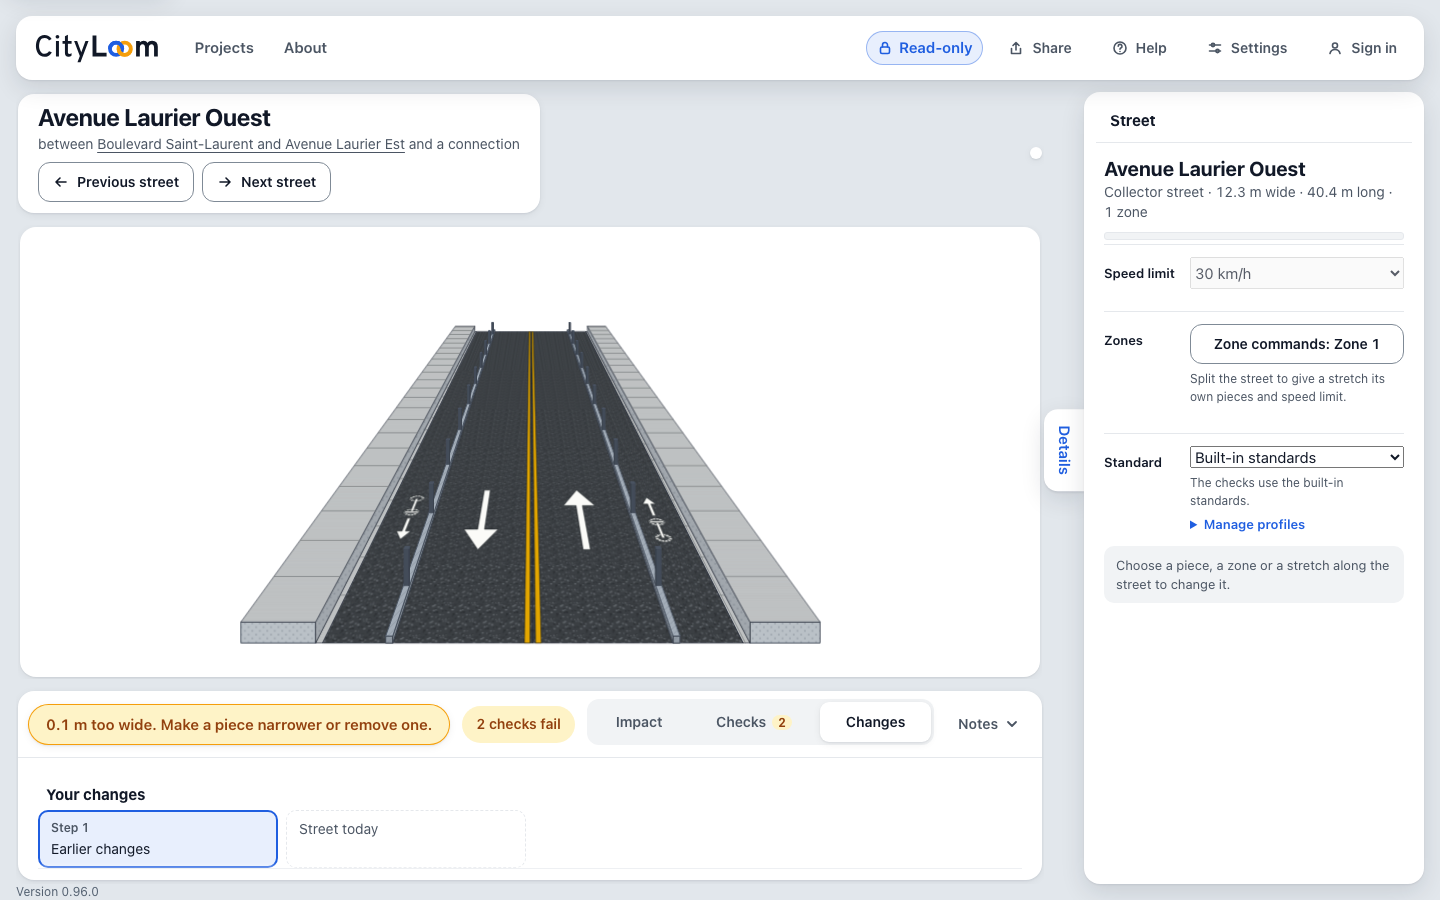 CityLoom
Projects
About
Read-only
Share
Help
Settings
Sign in
Avenue Laurier Ouest
between Boulevard Saint-Laurent and Avenue Laurier Est and a connection
Previous street
Next street
Street
Avenue Laurier Ouest
Collector street · 12.3 m wide · 40.4 m long ·
1 zone
Speed limit
30 km/h
Zones
Zone commands: Zone 1
Split the street to give a stretch its
own pieces and speed limit.
Details
Standard
Built-in standards
The checks use the built-in
standards.
Manage profiles
Choose a piece, a zone or a stretch along the
street to change it.
0.1 m too wide. Make a piece narrower or remove one.
2 checks fail
Impact
Checks 2
Changes
Notes
Your changes
Step 1
Earlier changes
Street today
Version 0.96.0